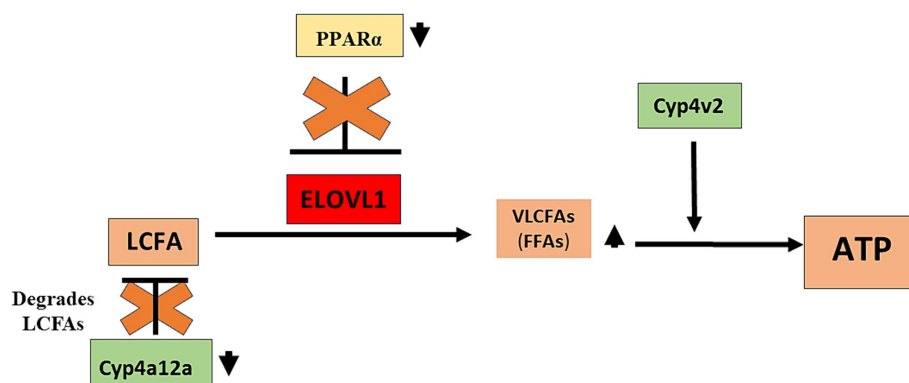 PPARα
Cyp4v2
ELOVL1
VLCFAs
(FFAs)
LCFA
ATP
Degrades
LCFAs
Cyp4a12a